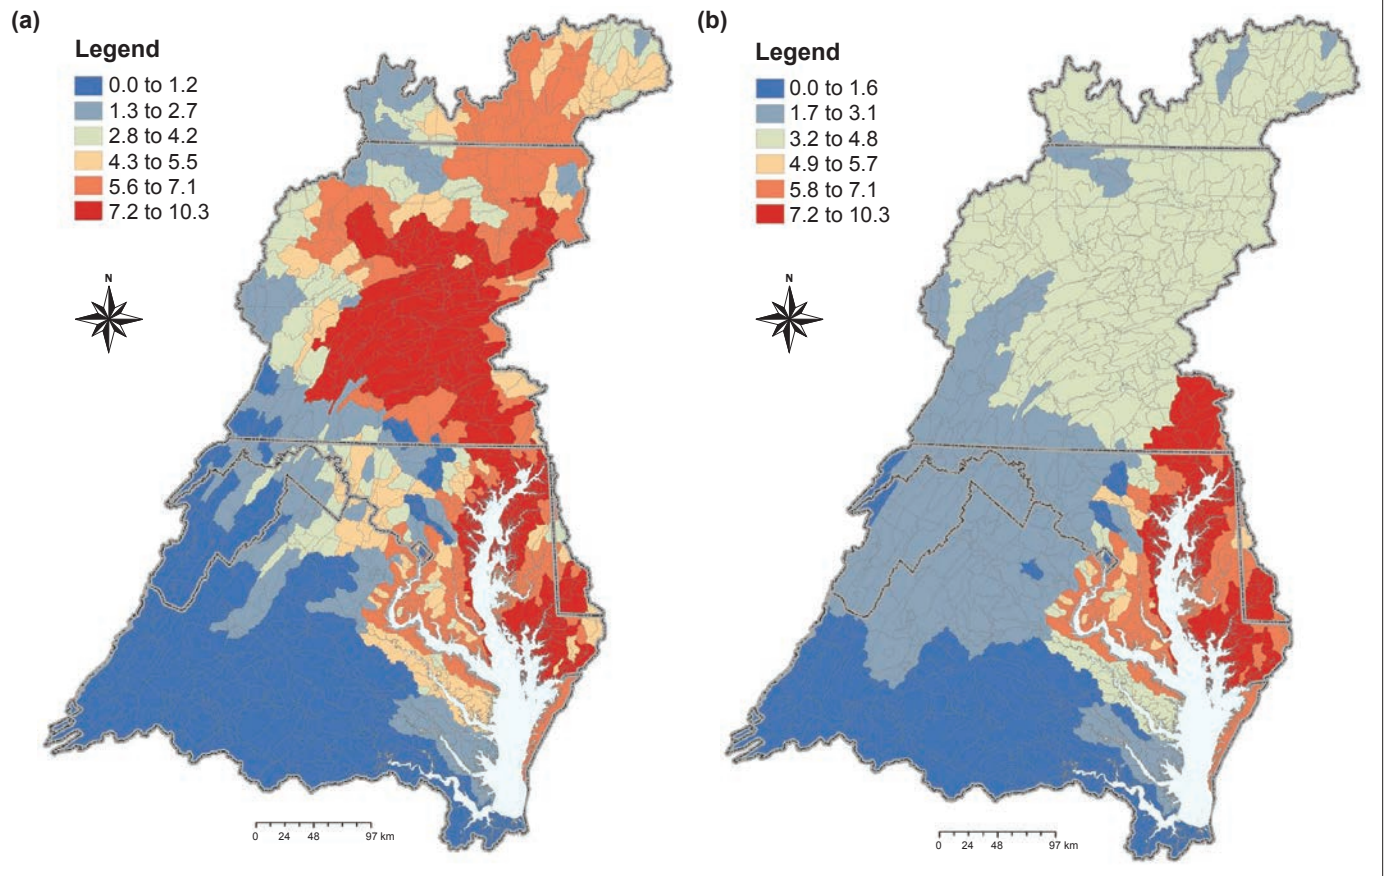 (a)
Legend
0.0 to 1.2
1.3 to 2.7
2.8 to 4.2
4.3 to 5.5
5.6 to 7.1
7.2 to 10.3
N
0 24 48 97 km
(b)
Legend
0.0 to 1.6
1.7 to 3.1
3.2 to 4.8
4.9 to 5.7
5.8 to 7.1
7.2 to 10.3
N
0 24 48 97 km